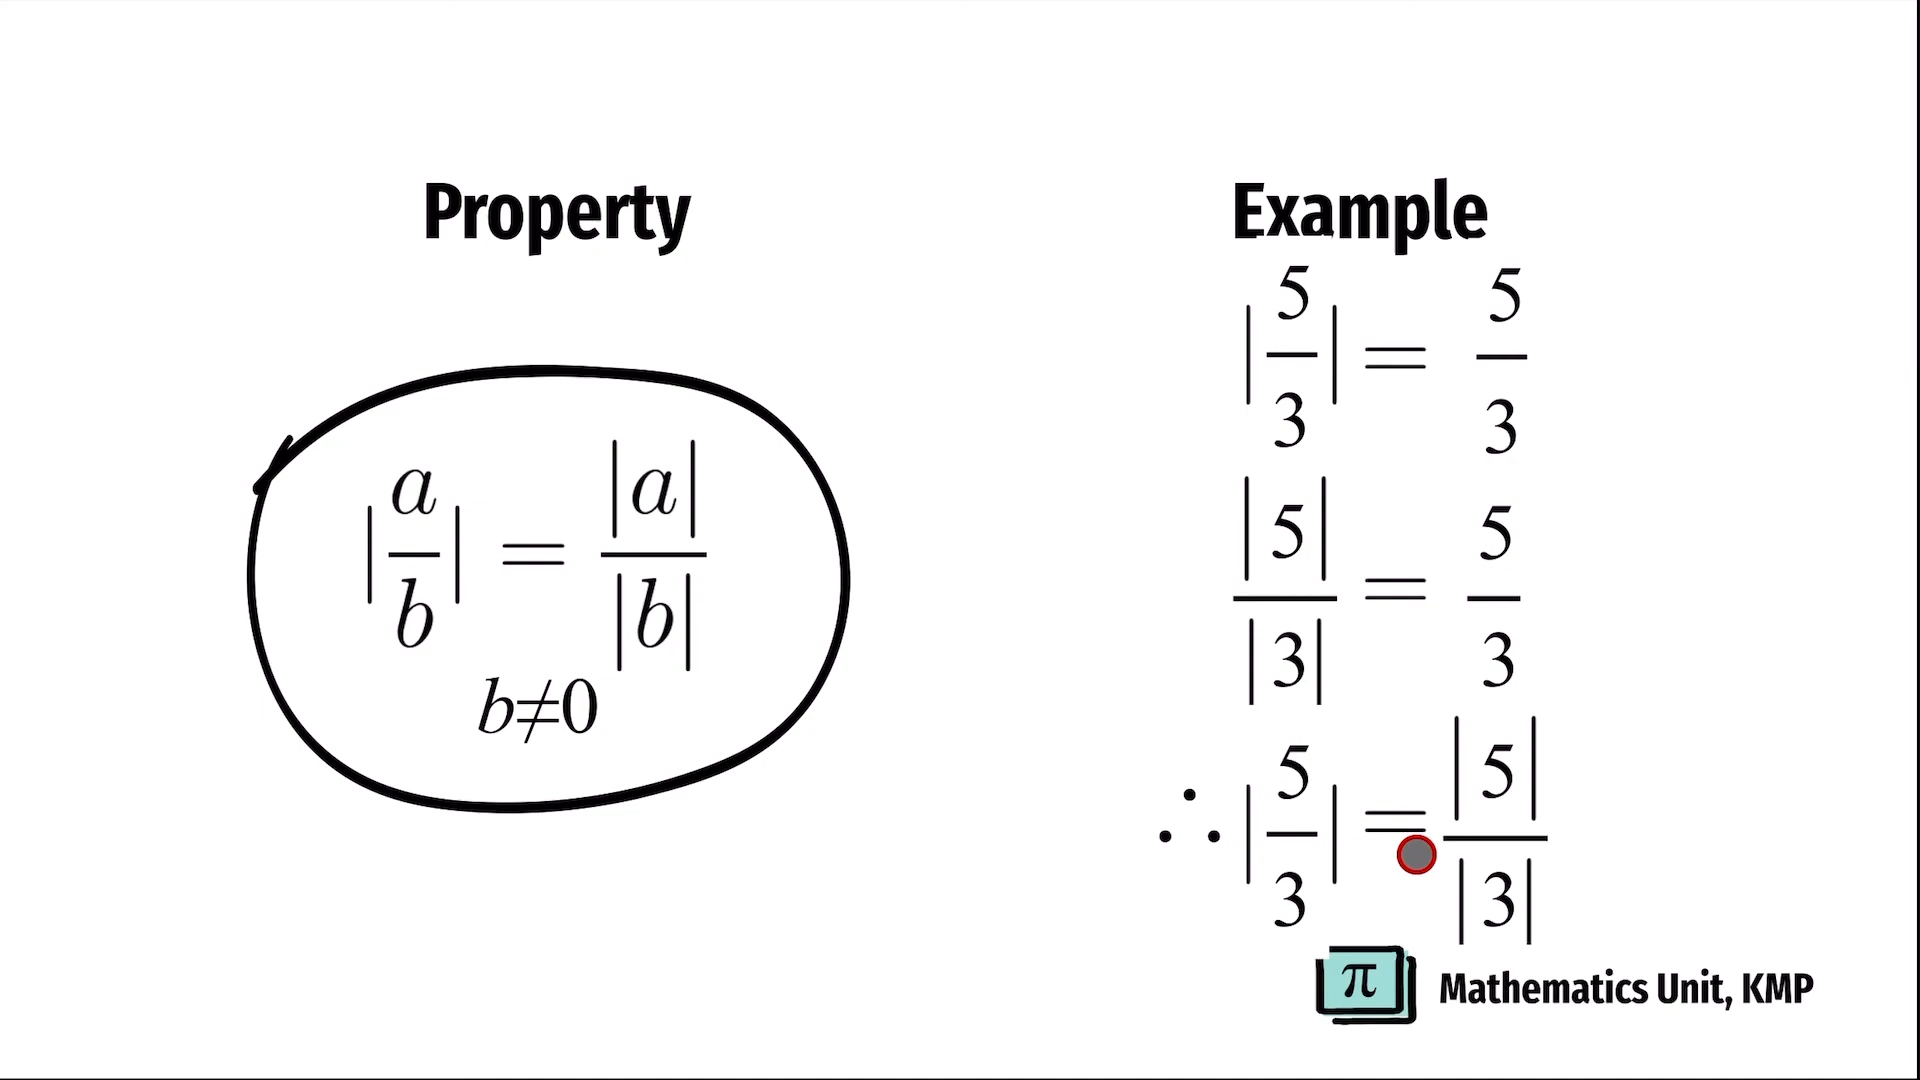 Property
|a/b| = |a|/|b|
b≠0
Example
|5/3| = 5/3
|5|/|3| = 5/3
∴ |5/3| = |5|/|3|
π Mathematics Unit, KMP